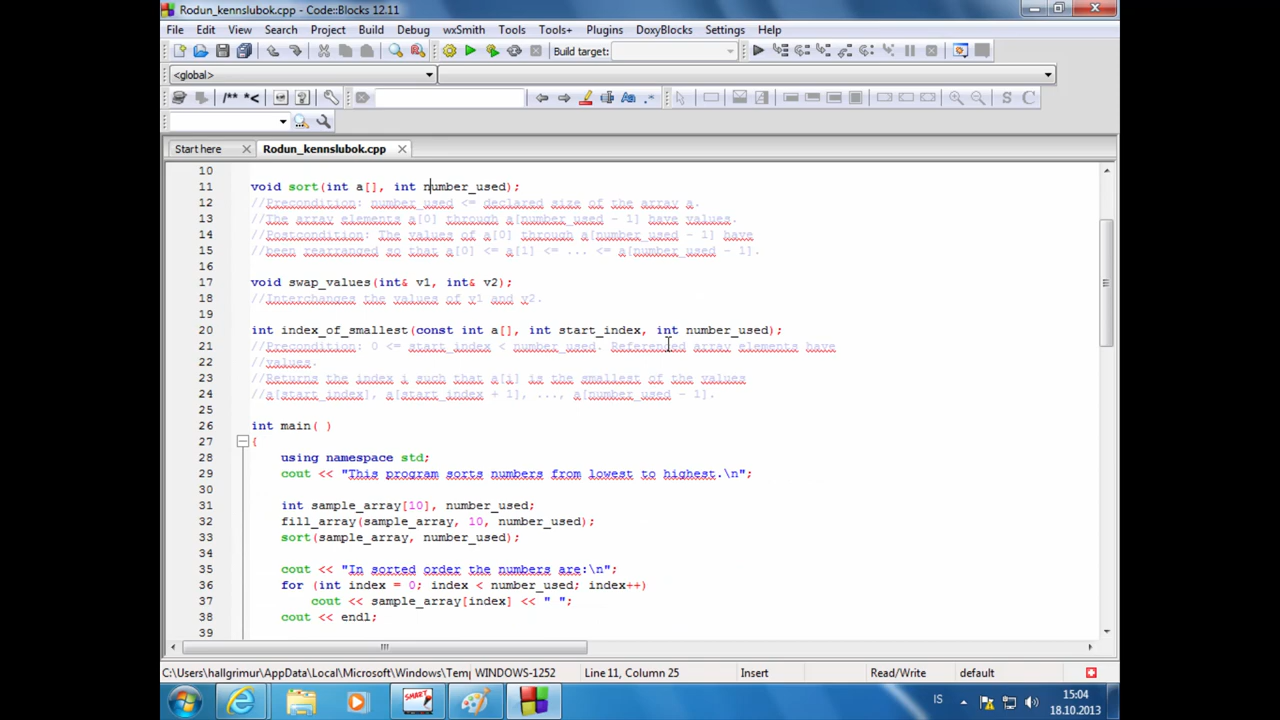 Rodun_kennslubok.cpp - Code::Blocks 12.11
File Edit View Search Project Build Debug wxSmith Tools Tools+ Plugins DoxyBlocks Settings Help
Build target:
<global>
/** *<
Aa .*
S C
Start here
Rodun_kennslubok.cpp
10
11 void sort(int a[], int number_used);
12 //Precondition: number_used <= declared size of the array a.
13 //The array elements a[0] through a[number_used - 1] have values.
14 //Postcondition: The values of a[0] through a[number_used - 1] have
15 //been rearranged so that a[0] <= a[1] <= ... <= a[number_used - 1].
16
17 void swap_values(int& v1, int& v2);
18 //Interchanges the values of v1 and v2.
19
20 int index_of_smallest(const int a[], int start_index, int number_used);
21 //Precondition: 0 <= start_index < number_used. Referenced array elements have
22 //values.
23 //Returns the index i such that a[i] is the smallest of the values
24 //a[start_index], a[start_index + 1], ..., a[number_used - 1].
25
26 int main( )
27 {
28 using namespace std;
29 cout << "This program sorts numbers from lowest to highest.\n";
30
31 int sample_array[10], number_used;
32 fill_array(sample_array, 10, number_used);
33 sort(sample_array, number_used);
34
35 cout << "In sorted order the numbers are:\n";
36 for (int index = 0; index < number_used; index++)
37 cout << sample_array[index] << " ";
38 cout << endl;
39
C:\Users\hallgrimur\AppData\Local\Microsoft\Windows\Temp WINDOWS-1252 Line 11, Column 25 Insert Read/Write default
SMART
IS
15:04
18.10.2013